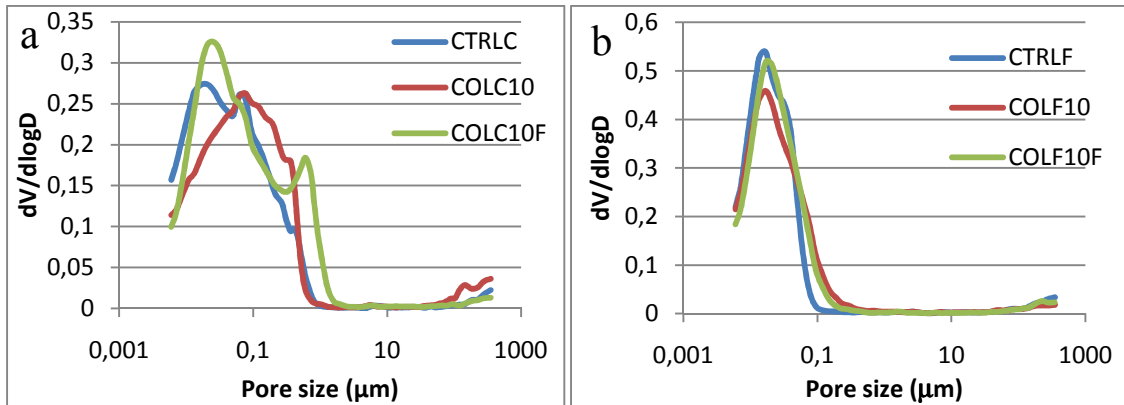 a
0,35
0,3
0,25
0,2
0,15
0,1
0,05
0
dV/dlogD
0,001
0,1
10
1000
Pore size (µm)
CTRLC
COLC10
COLC10F
b
0,6
0,5
0,4
0,3
0,2
0,1
0,0
dV/dlogD
0,001
0,1
10
1000
Pore size (µm)
CTRLF
COLF10
COLF10F